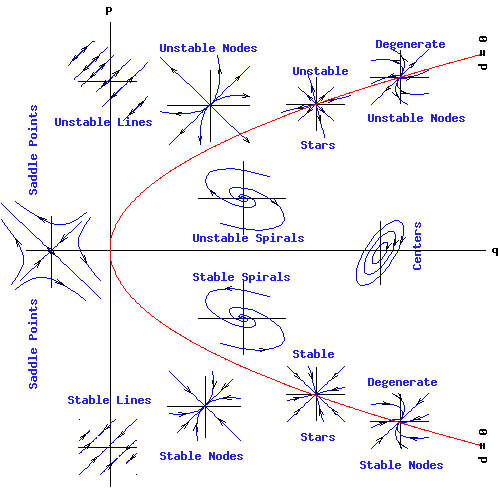 P
Unstable Nodes
Degenerate
d = 0
Unstable
Unstable Lines
Unstable Nodes
Stars
Saddle Points
Unstable Spirals
Centers
q
Stable Spirals
Saddle Points
Stable
Degenerate
Stable Lines
Stars
d = 0
Stable Nodes
Stable Nodes